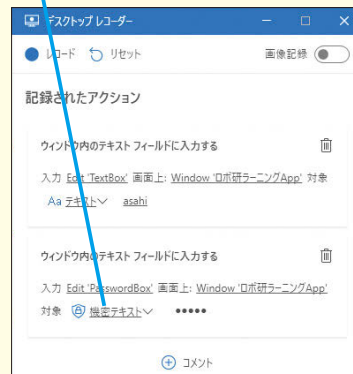 デスクトップ レコーダー
レコード リセット 画像記録
記録されたアクション
ウィンドウ内のテキスト フィールドに入力する
入力 Edit 'TextBox' 画面上: Window 'ロボ研ラーニングApp' 対象
Aa テキスト asahi
ウィンドウ内のテキスト フィールドに入力する
入力 Edit 'PasswordBox' 画面上: Window 'ロボ研ラーニングApp'
対象 機密テキスト •••••
コメント